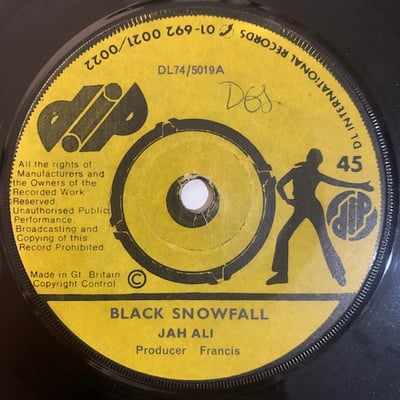 D L INTERNATIONAL RECORDS 01-692 0021/0022
DL74/5019A
Des.
dip
45
dip
All the rights of
Manufacturers and
the Owners of the
Recorded Work
Reserved.
Unauthorised Public
Performance.
Broadcasting and
Copying of this
Record Prohibited.
Made in Gt. Britain
Copyright Control
©
BLACK SNOWFALL
JAH ALI
Producer Francis